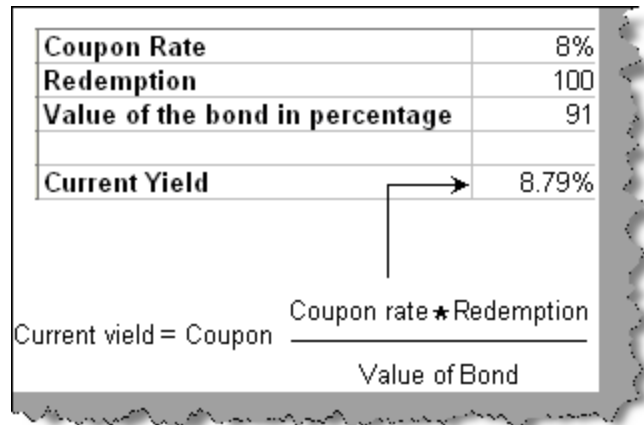 Coupon Rate 8%
Redemption 100
Value of the bond in percentage 91
Current Yield 8.79%
Coupon rate ★ Redemption
Current yield = Coupon
Value of Bond